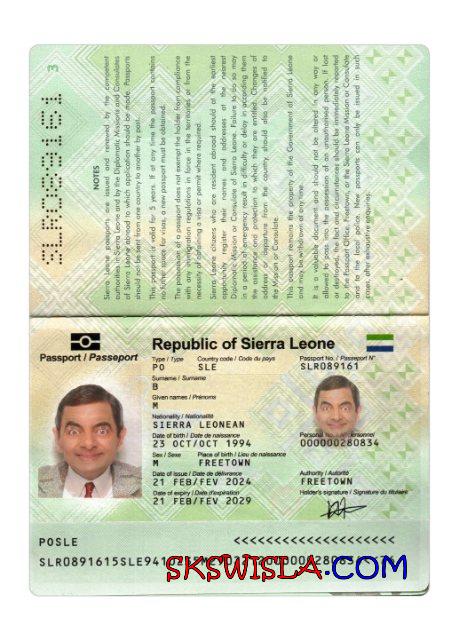 SLR089161 3
NOTES
Sierra Leone passports are issued and renewed by the competent
authorities in Sierra Leone and by the Diplomatic Missions and Consulates
of Sierra Leone abroad to which application should be made. Passports
should not be sent from one country to another by post.
This passport is valid for 5 years. If at any time the passport contains
no further space for visas, a new passport must be obtained.
The possession of a passport does not exempt the holder from compliance
with any immigration regulations in force in the territories or from the
necessity of obtaining a visa or permit where required.
Sierra Leone citizens who are resident abroad should at the earliest
opportunity register their names and addresses at the nearest
Diplomatic Mission or Consulate of Sierra Leone. Failure to do so may
in a period of emergency result in difficulty or delay in according them
the assistance and protection to which they are entitled. Changes of
address or departure from the country should also be notified to
the Mission or Consulate.
This passport remains the property of the Government of Sierra Leone
and may be withdrawn at any time.
It is a valuable document and should not be altered in any way or
allowed to pass into the possession of an unauthorised person. If lost
or destroyed, the fact and circumstances should be immediately reported
to the Passport Office, Freetown, or the Sierra Leone Mission or Consulate
and to the local police. New passports can only be issued in such
cases after exhaustive enquiries.
Republic of Sierra Leone
Passport / Passeport
Type / Type Country code / Code du pays Passport No. / Passeport N°
PO SLE SLR089161
Surname / Surname
B
Given names / Prénoms
M
Nationality / Nationalité
SIERRA LEONEAN
Date of birth / Date de naissance Personal No.
23 OCT/OCT 1994 000000280834
Sex / Sexe Place of birth / Lieu de naissance
M FREETOWN
Date of issue / Date de délivrance Authority / Autorité
21 FEB/FEV 2024 FREETOWN
Date of expiry / Date d'expiration Holder's signature / Signature du titulaire
21 FEB/FEV 2029
POSLE <<<<<<<<<<<<<<<<<<<<<
SLR0891615SLE941
SKSWISLA.COM